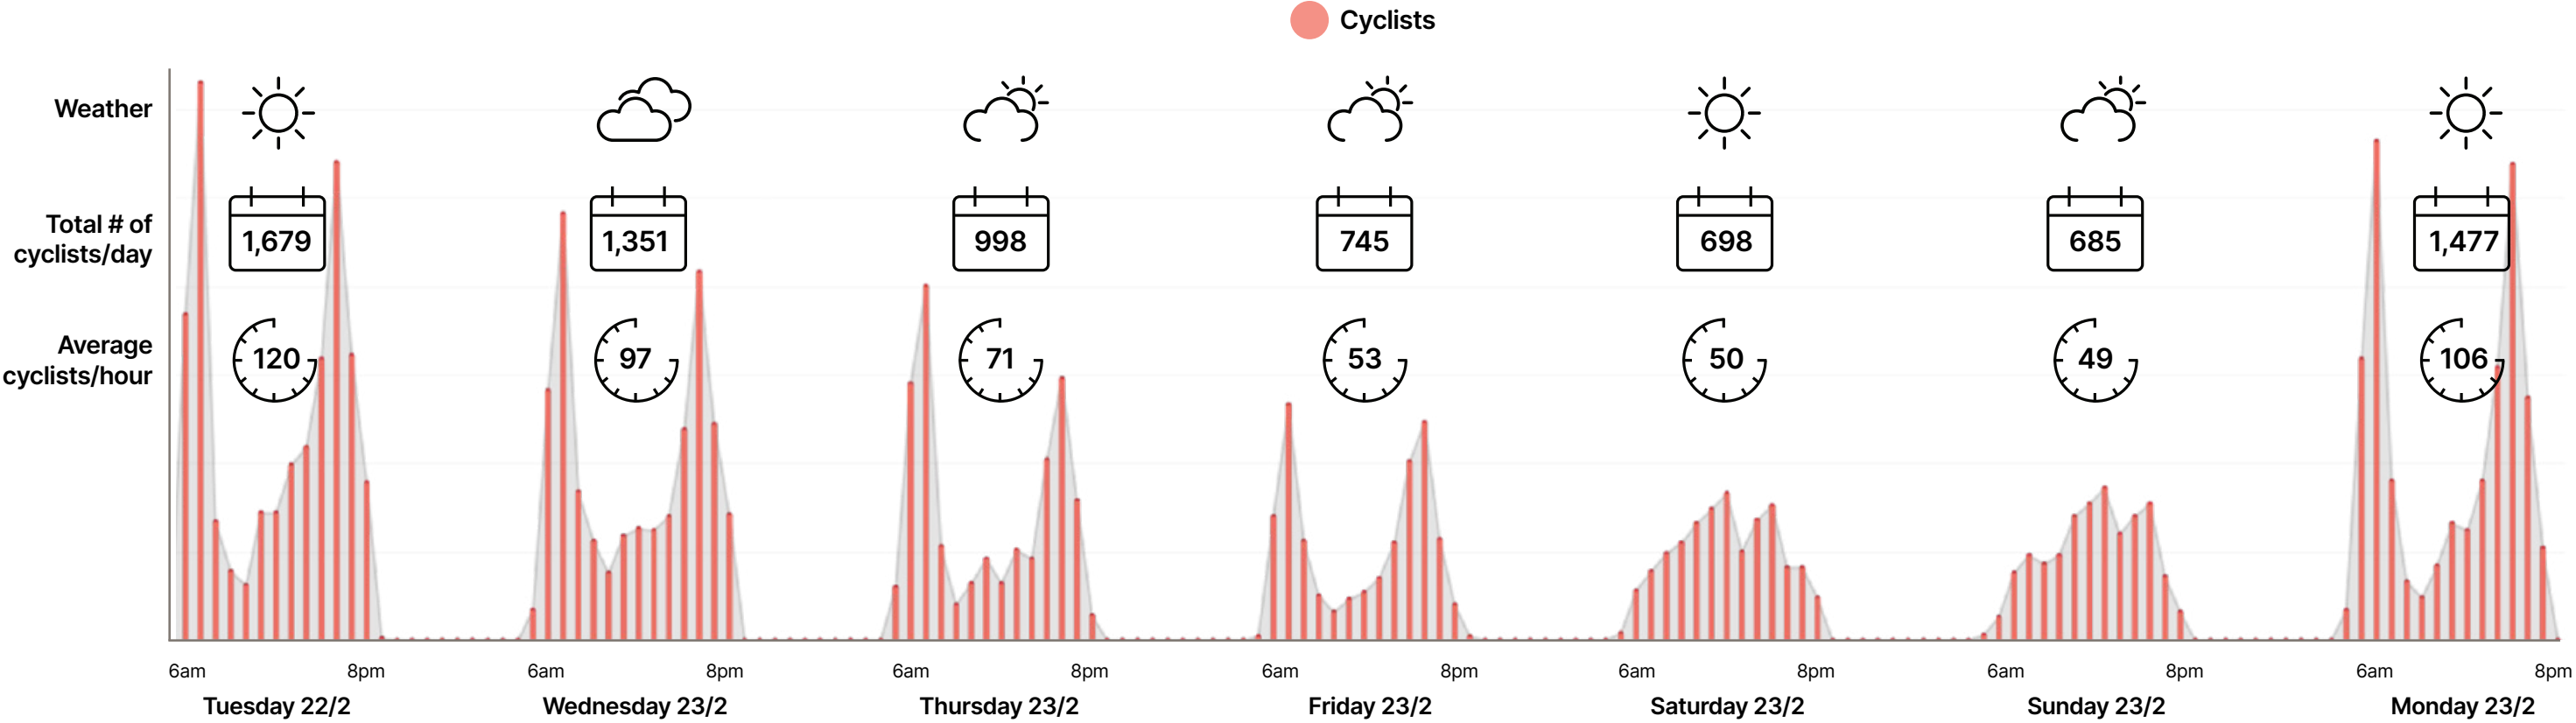 Cyclists
Weather
Total # of
cyclists/day
1,679
1,351
998
745
698
685
1,477
Average
cyclists/hour
120
97
71
53
50
49
106
6am 8pm 6am 8pm 6am 8pm 6am 8pm 6am 8pm 6am 8pm 6am 8pm
Tuesday 22/2 Wednesday 23/2 Thursday 23/2 Friday 23/2 Saturday 23/2 Sunday 23/2 Monday 23/2